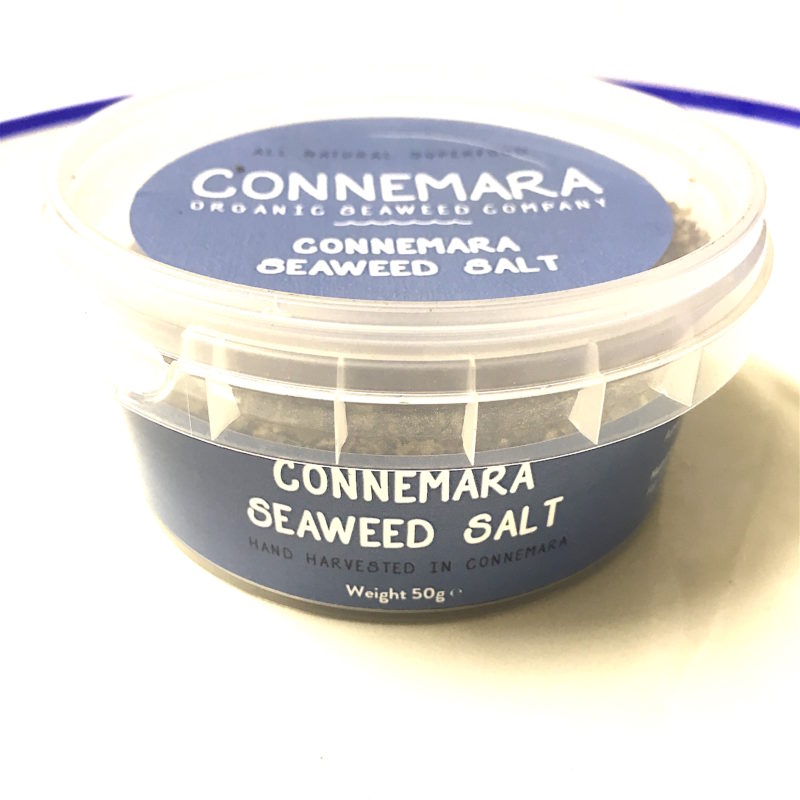 ALL NATURAL SUPERFOOD
CONNEMARA
ORGANIC SEAWEED COMPANY
CONNEMARA
SEAWEED SALT
CONNEMARA
SEAWEED SALT
HAND HARVESTED IN CONNEMARA
Weight 50g ℮